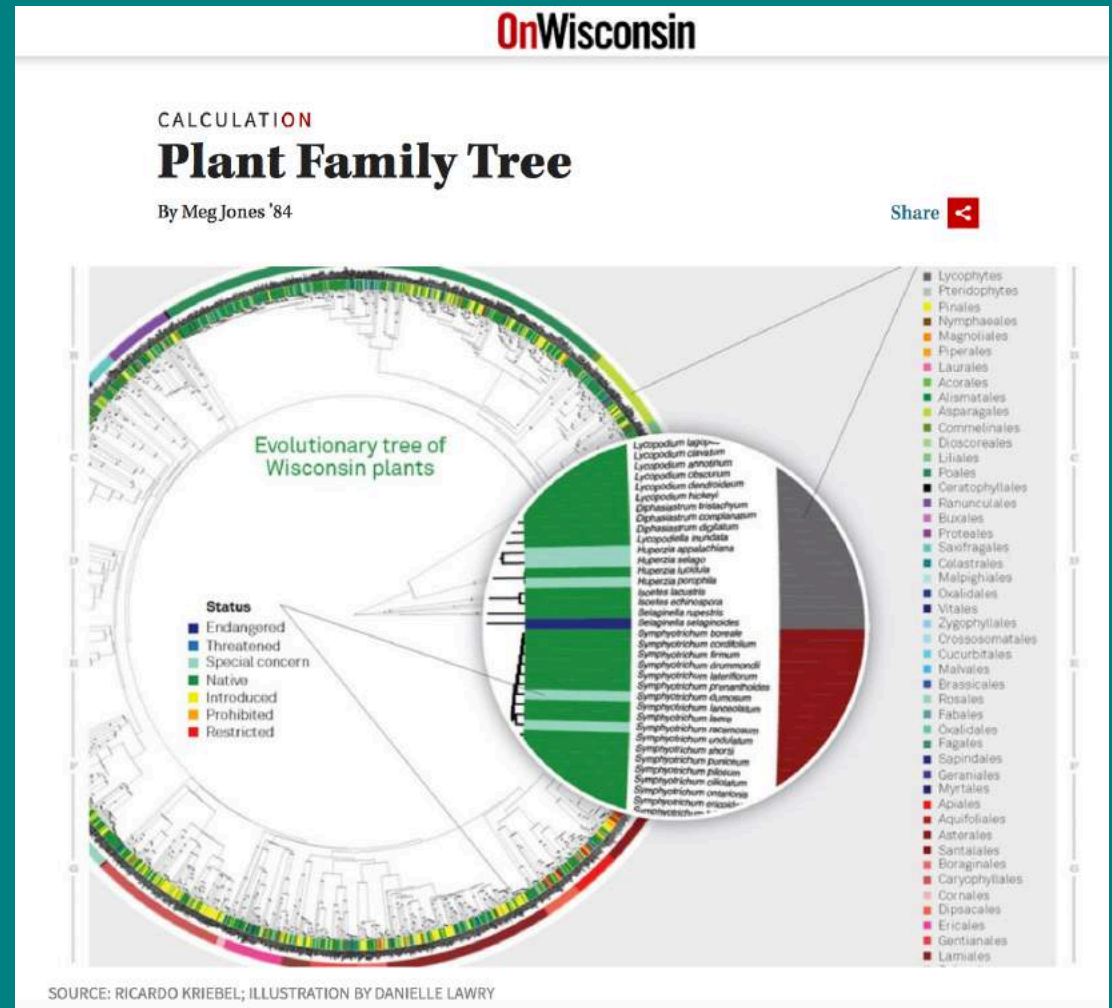 OnWisconsin
CALCULATION
Plant Family Tree
By Meg Jones '84
Share
Evolutionary tree of
Wisconsin plants
Status
Endangered
Threatened
Special concern
Native
Introduced
Prohibited
Restricted
Lycopodium clavatum
Lycopodium annotinum
Lycopodium obscurum
Lycopodium dendroideum
Lycopodium hickeyi
Diphasiastrum tristachyum
Diphasiastrum complanatum
Diphasiastrum digitatum
Lycopodiella inundata
Huperzia appalachiana
Huperzia selago
Huperzia lucidula
Huperzia porophila
Isoetes lacustris
Isoetes echinospora
Selaginella rupestris
Selaginella selaginoides
Symphyotrichum boreale
Symphyotrichum cordifolium
Symphyotrichum firmum
Symphyotrichum drummondii
Symphyotrichum lateriflorum
Symphyotrichum prenanthoides
Symphyotrichum dumosum
Symphyotrichum lanceolatum
Symphyotrichum laeve
Symphyotrichum racemosum
Symphyotrichum undulatum
Symphyotrichum shortii
Symphyotrichum puniceum
Symphyotrichum pilosum
Symphyotrichum ciliolatum
Symphyotrichum ontarionis
Lycophytes
Pteridophytes
Pinales
Nymphaeales
Magnoliales
Piperales
Laurales
Acorales
Alismatales
Asparagales
Commelinales
Dioscoreales
Liliales
Poales
Ceratophyllales
Ranunculales
Buxales
Proteales
Saxifragales
Celastrales
Malpighiales
Oxalidales
Vitales
Zygophyllales
Crossosomatales
Cucurbitales
Malvales
Brassicales
Rosales
Fabales
Oxalidales
Fagales
Sapindales
Geraniales
Myrtales
Apiales
Aquifoliales
Asterales
Santalales
Boraginales
Caryophyllales
Cornales
Dipsacales
Ericales
Gentianales
Lamiales
SOURCE: RICARDO KRIEBEL; ILLUSTRATION BY DANIELLE LAWRY